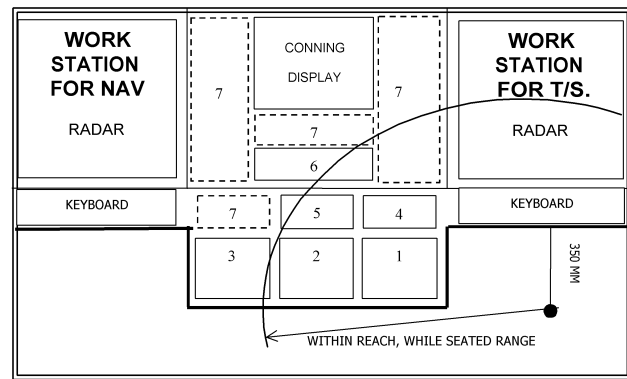 WORK
STATION
FOR NAV
RADAR
7
CONNING
DISPLAY
7
7
6
WORK
STATION
FOR T/S.
RADAR
KEYBOARD
7
5
4
KEYBOARD
3
2
1
350 MM
WITHIN REACH, WHILE SEATED RANGE